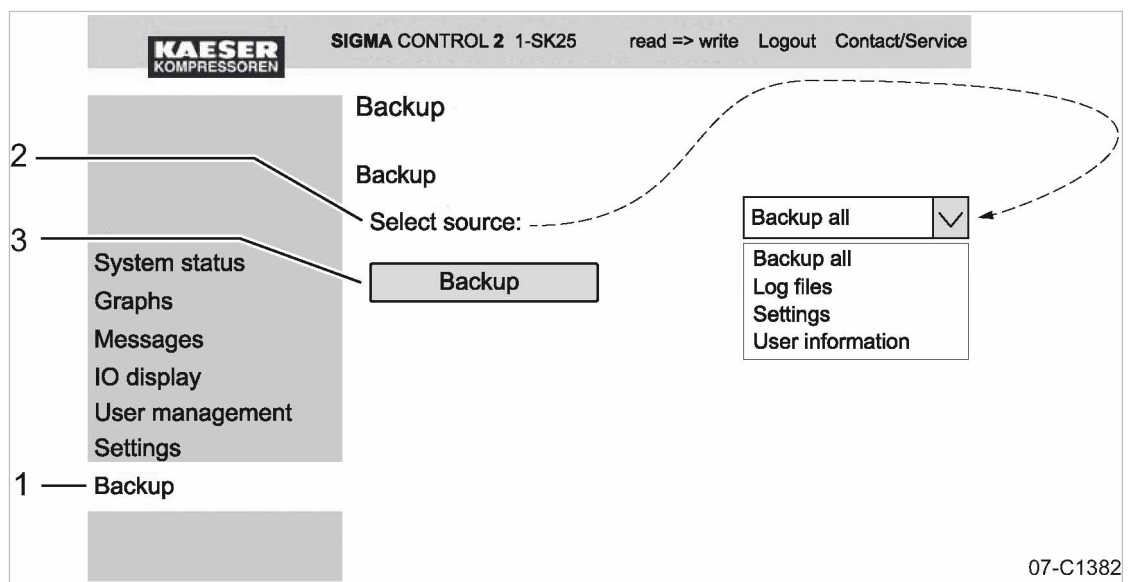 KAESER
KOMPRESSOREN
SIGMA CONTROL 2 1-SK25 read => write Logout Contact/Service
Backup
2
Backup
Select source:
Backup all
3
Backup
Backup all
Log files
Settings
User information
System status
Graphs
Messages
IO display
User management
Settings
1
Backup
07-C1382